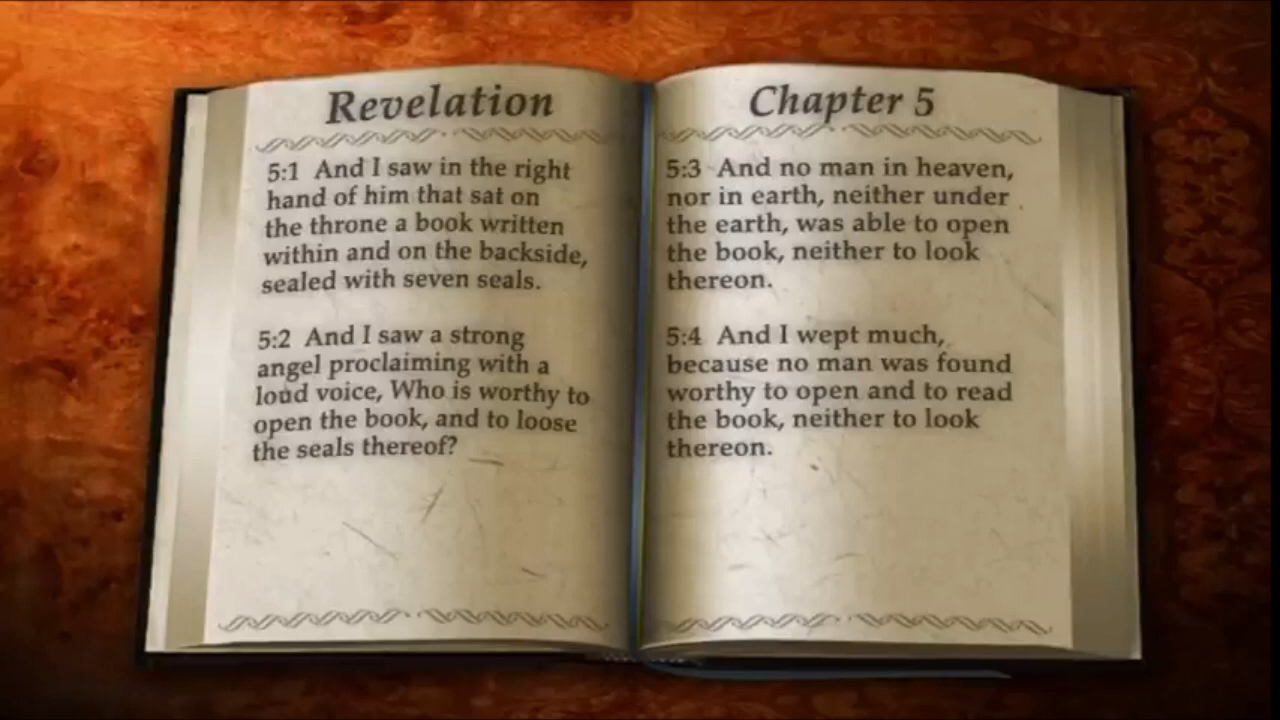 Revelation
5:1 And I saw in the right
hand of him that sat on
the throne a book written
within and on the backside,
sealed with seven seals.
5:2 And I saw a strong
angel proclaiming with a
loud voice, Who is worthy to
open the book, and to loose
the seals thereof?
Chapter 5
5:3 And no man in heaven,
nor in earth, neither under
the earth, was able to open
the book, neither to look
thereon.
5:4 And I wept much,
because no man was found
worthy to open and to read
the book, neither to look
thereon.